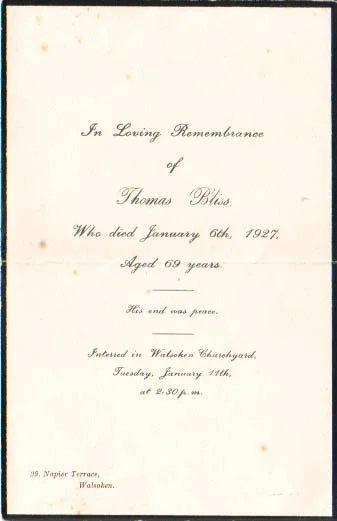 In Loving Remembrance
of
Thomas Bliss,
Who died January 6th, 1927,
Aged 69 years.
His end was peace.
Interred in Walsoken Churchyard,
Tuesday, January 11th,
at 2.30 p.m.
99, Napier Terrace,
Walsoken.